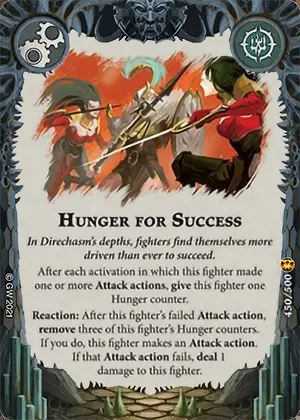 HUNGER FOR SUCCESS
In Direchasm's depths, fighters find themselves more
driven than ever to succeed.
After each activation in which this fighter made
one or more Attack actions, give this fighter one
Hunger counter.
Reaction: After this fighter's failed Attack action,
remove three of this fighter's Hunger counters.
If you do, this fighter makes an Attack action.
If that Attack action fails, deal 1
damage to this fighter.
© GW 2021
450/500